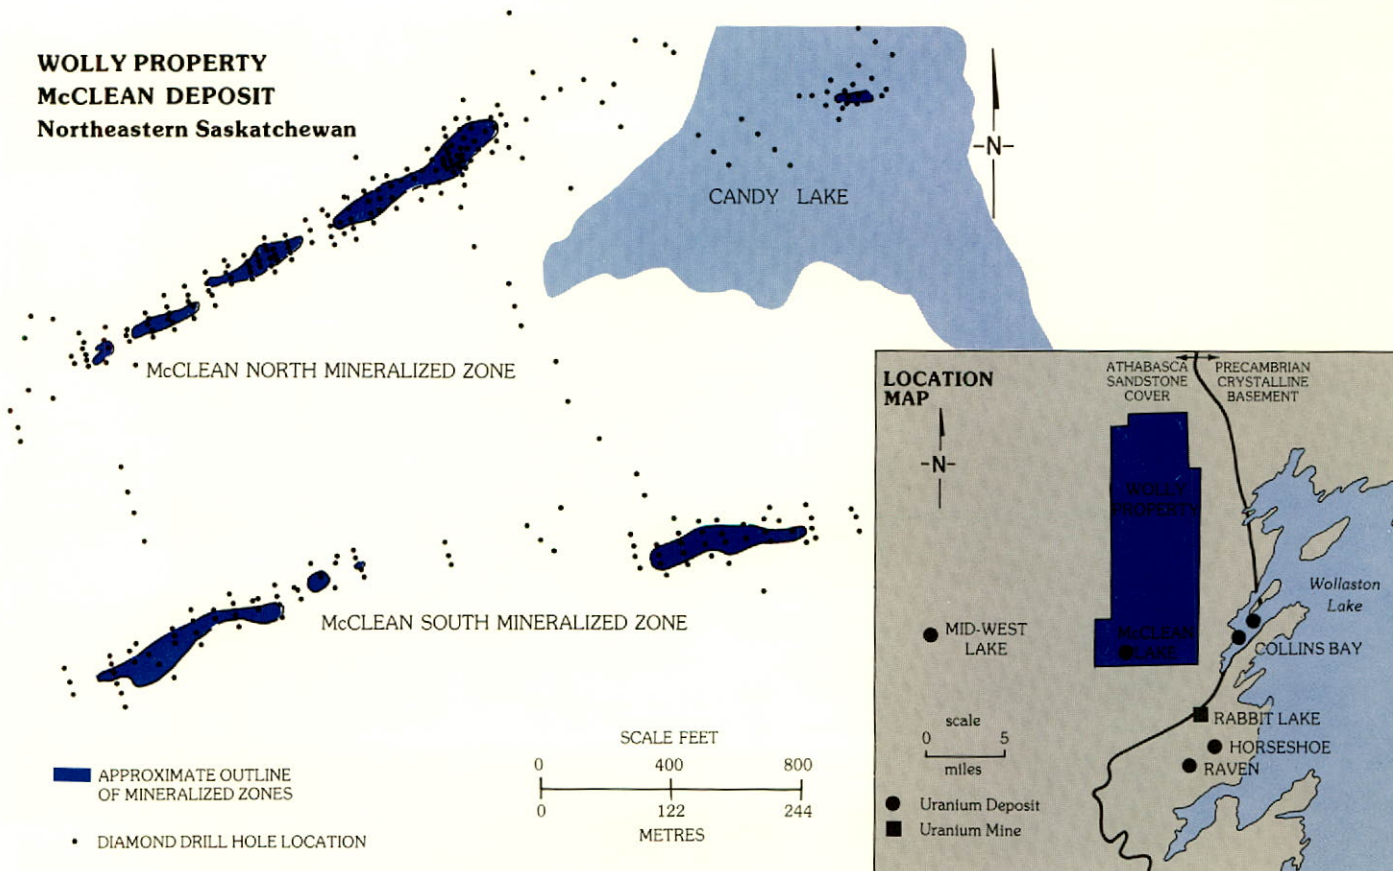 WOLLY PROPERTY
McCLEAN DEPOSIT
Northeastern Saskatchewan
-N-
CANDY LAKE
McCLEAN NORTH MINERALIZED ZONE
McCLEAN SOUTH MINERALIZED ZONE
APPROXIMATE OUTLINE
OF MINERALIZED ZONES
DIAMOND DRILL HOLE LOCATION
SCALE FEET
0 400 800
0 122 244
METRES
LOCATION
MAP
-N-
ATHABASCA
SANDSTONE
COVER
PRECAMBRIAN
CRYSTALLINE
BASEMENT
WOLLY
PROPERTY
Wollaston
Lake
MID-WEST
LAKE
McCLEAN
LAKE
COLLINS BAY
RABBIT LAKE
HORSESHOE
RAVEN
scale
0 5
miles
Uranium Deposit
Uranium Mine